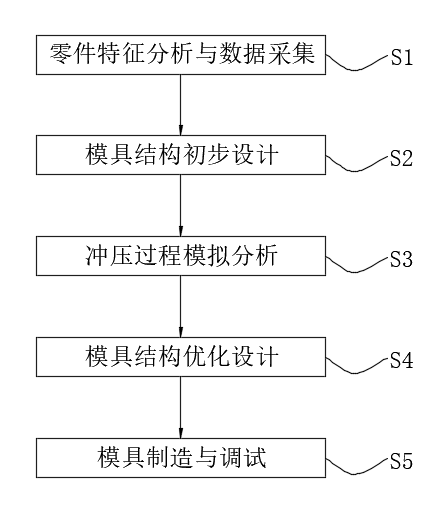 零件特征分析与数据采集 S1
模具结构初步设计 S2
冲压过程模拟分析 S3
模具结构优化设计 S4
模具制造与调试 S5